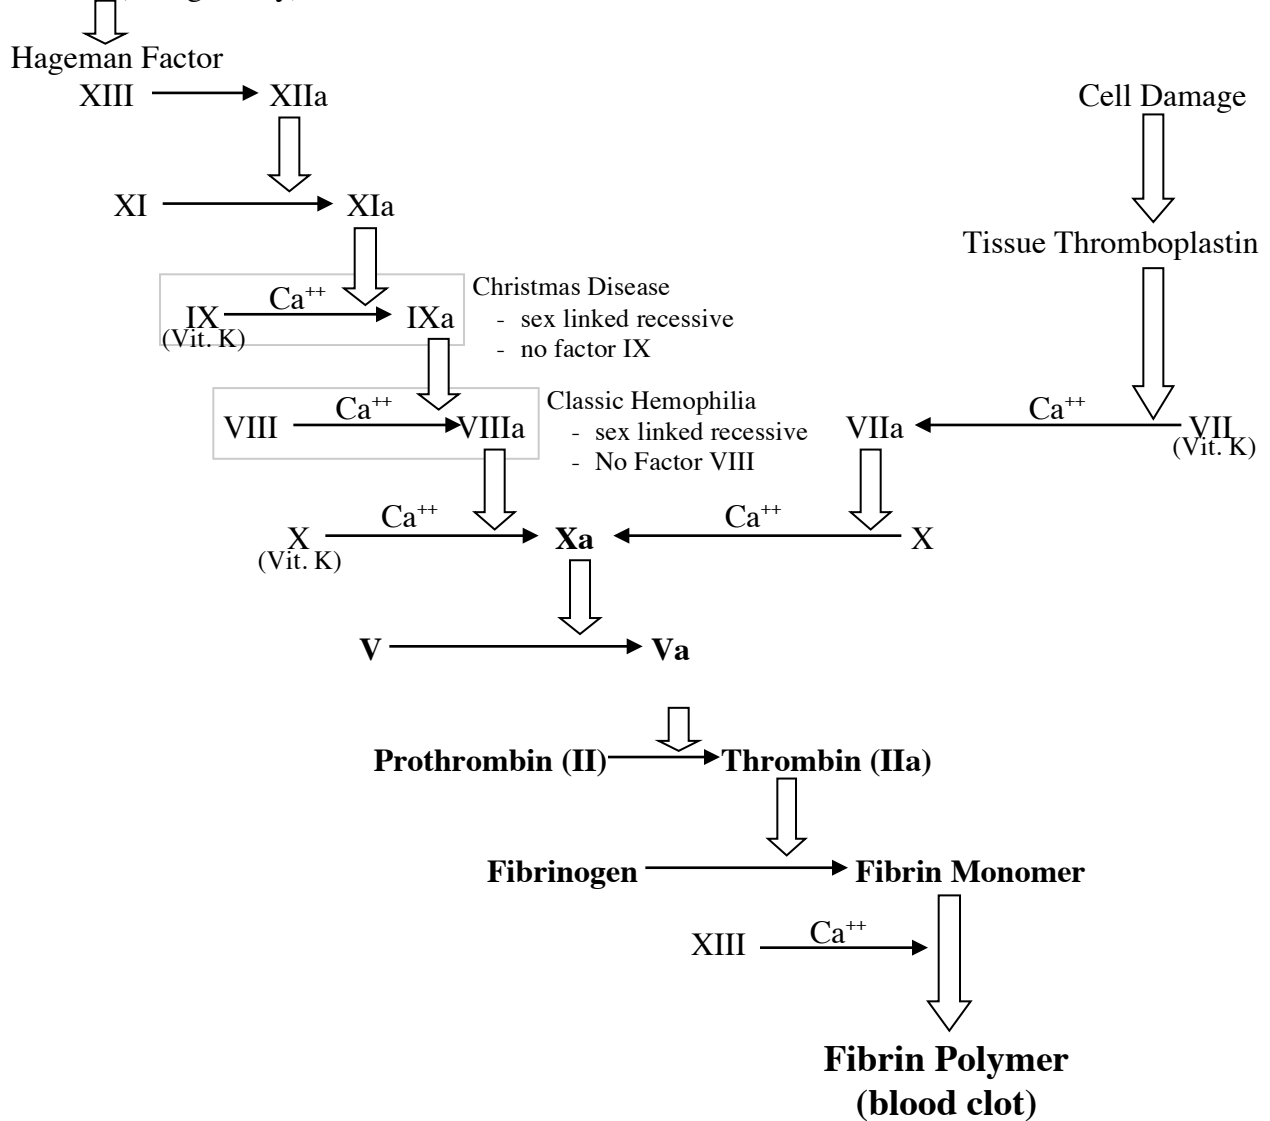 Hageman Factor
XIII XIIa
Cell Damage
XI XIa
Tissue Thromboplastin
Ca++
IX IXa
(Vit. K)
Christmas Disease
- sex linked recessive
- no factor IX
Ca++
VIII VIIIa
Classic Hemophilia
- sex linked recessive
- No Factor VIII
VIIa Ca++ VII
(Vit. K)
X Ca++ Xa Ca++ X
(Vit. K)
V Va
Prothrombin (II) Thrombin (IIa)
Fibrinogen Fibrin Monomer
XIII Ca++
Fibrin Polymer
(blood clot)